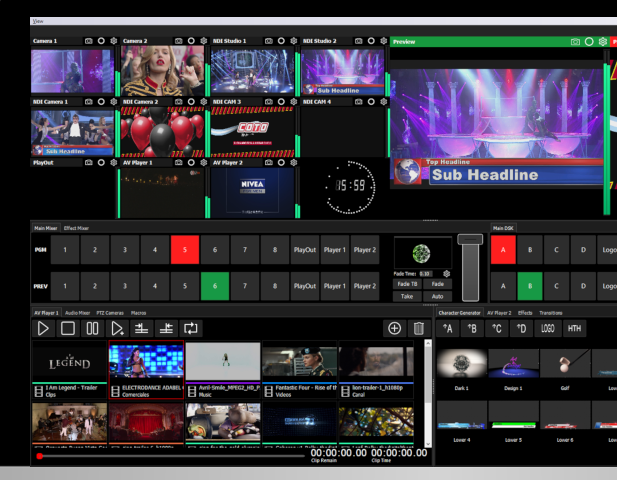 View
Camera 1
Camera 2
NDI Studio 1
NDI Studio 2
Preview
Sub Headline
NDI Camera 1
NDI Camera 2
NDI CAM 3
NDI CAM 4
Sub Headline
COTO
Top Headline
Sub Headline
PlayOut
AV Player 1
AV Player 2
NIVEA
15:59
Main Mixer
Effect Mixer
Main DSK
PGM 1 2 3 4 5 6 7 8 PlayOut Player 1 Player 2
A B C D Logo
Fade Time: 0.10
PREV 1 2 3 4 5 6 7 8 PlayOut Player 1 Player 2
Fade TB Fade
Take Auto
A B C D Logo
AV Player 1 Audio Mixer PTZ Cameras Macros
Character Generator AV Player 2 Effects Transitions
°A °B °C °D LOGO HTH
LEGEND
I Am Legend - Trailer
Clips
ELECTRODANCE ADABEL
Comerciales
Avril-Smile_MPEG2_HD_P
Music
Fantastic Four - Rise of th
Videos
lion-trailer-1_h1080p
Canal
Dark 1
Design 1
Golf
Lower 4
Lower 5
Lower 6
00:00:00.00 00:00:00.00
Clip Remain
Clip Time